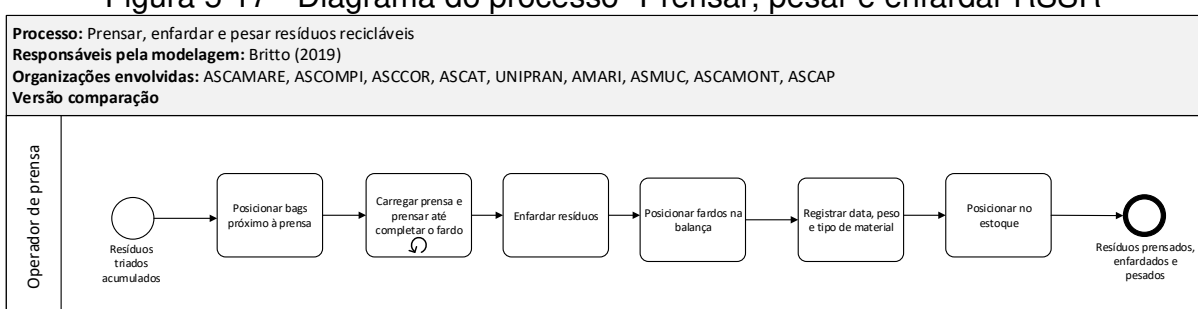 Figura 5-17 - Diagrama do processo "Prensar, pesar e enfardar RSSR"
Processo: Prensar, enfardar e pesar resíduos recicláveis
Responsáveis pela modelagem: Britto (2019)
Organizações envolvidas: ASCAMARE, ASCOMPI, ASCCOR, ASCAT, UNIPRAN, AMARI, ASMUC, ASCAMONT, ASCAP
Versão comparação
Operador de prensa
Resíduos
triados
acumulados
Posicionar bags
próximo à prensa
Carregar prensa e
prensar até
completar o fardo
Enfardar resíduos
Posicionar fardos na
balança
Registrar data, peso
e tipo de material
Posicionar no
estoque
Resíduos prensados,
enfardados e
pesados